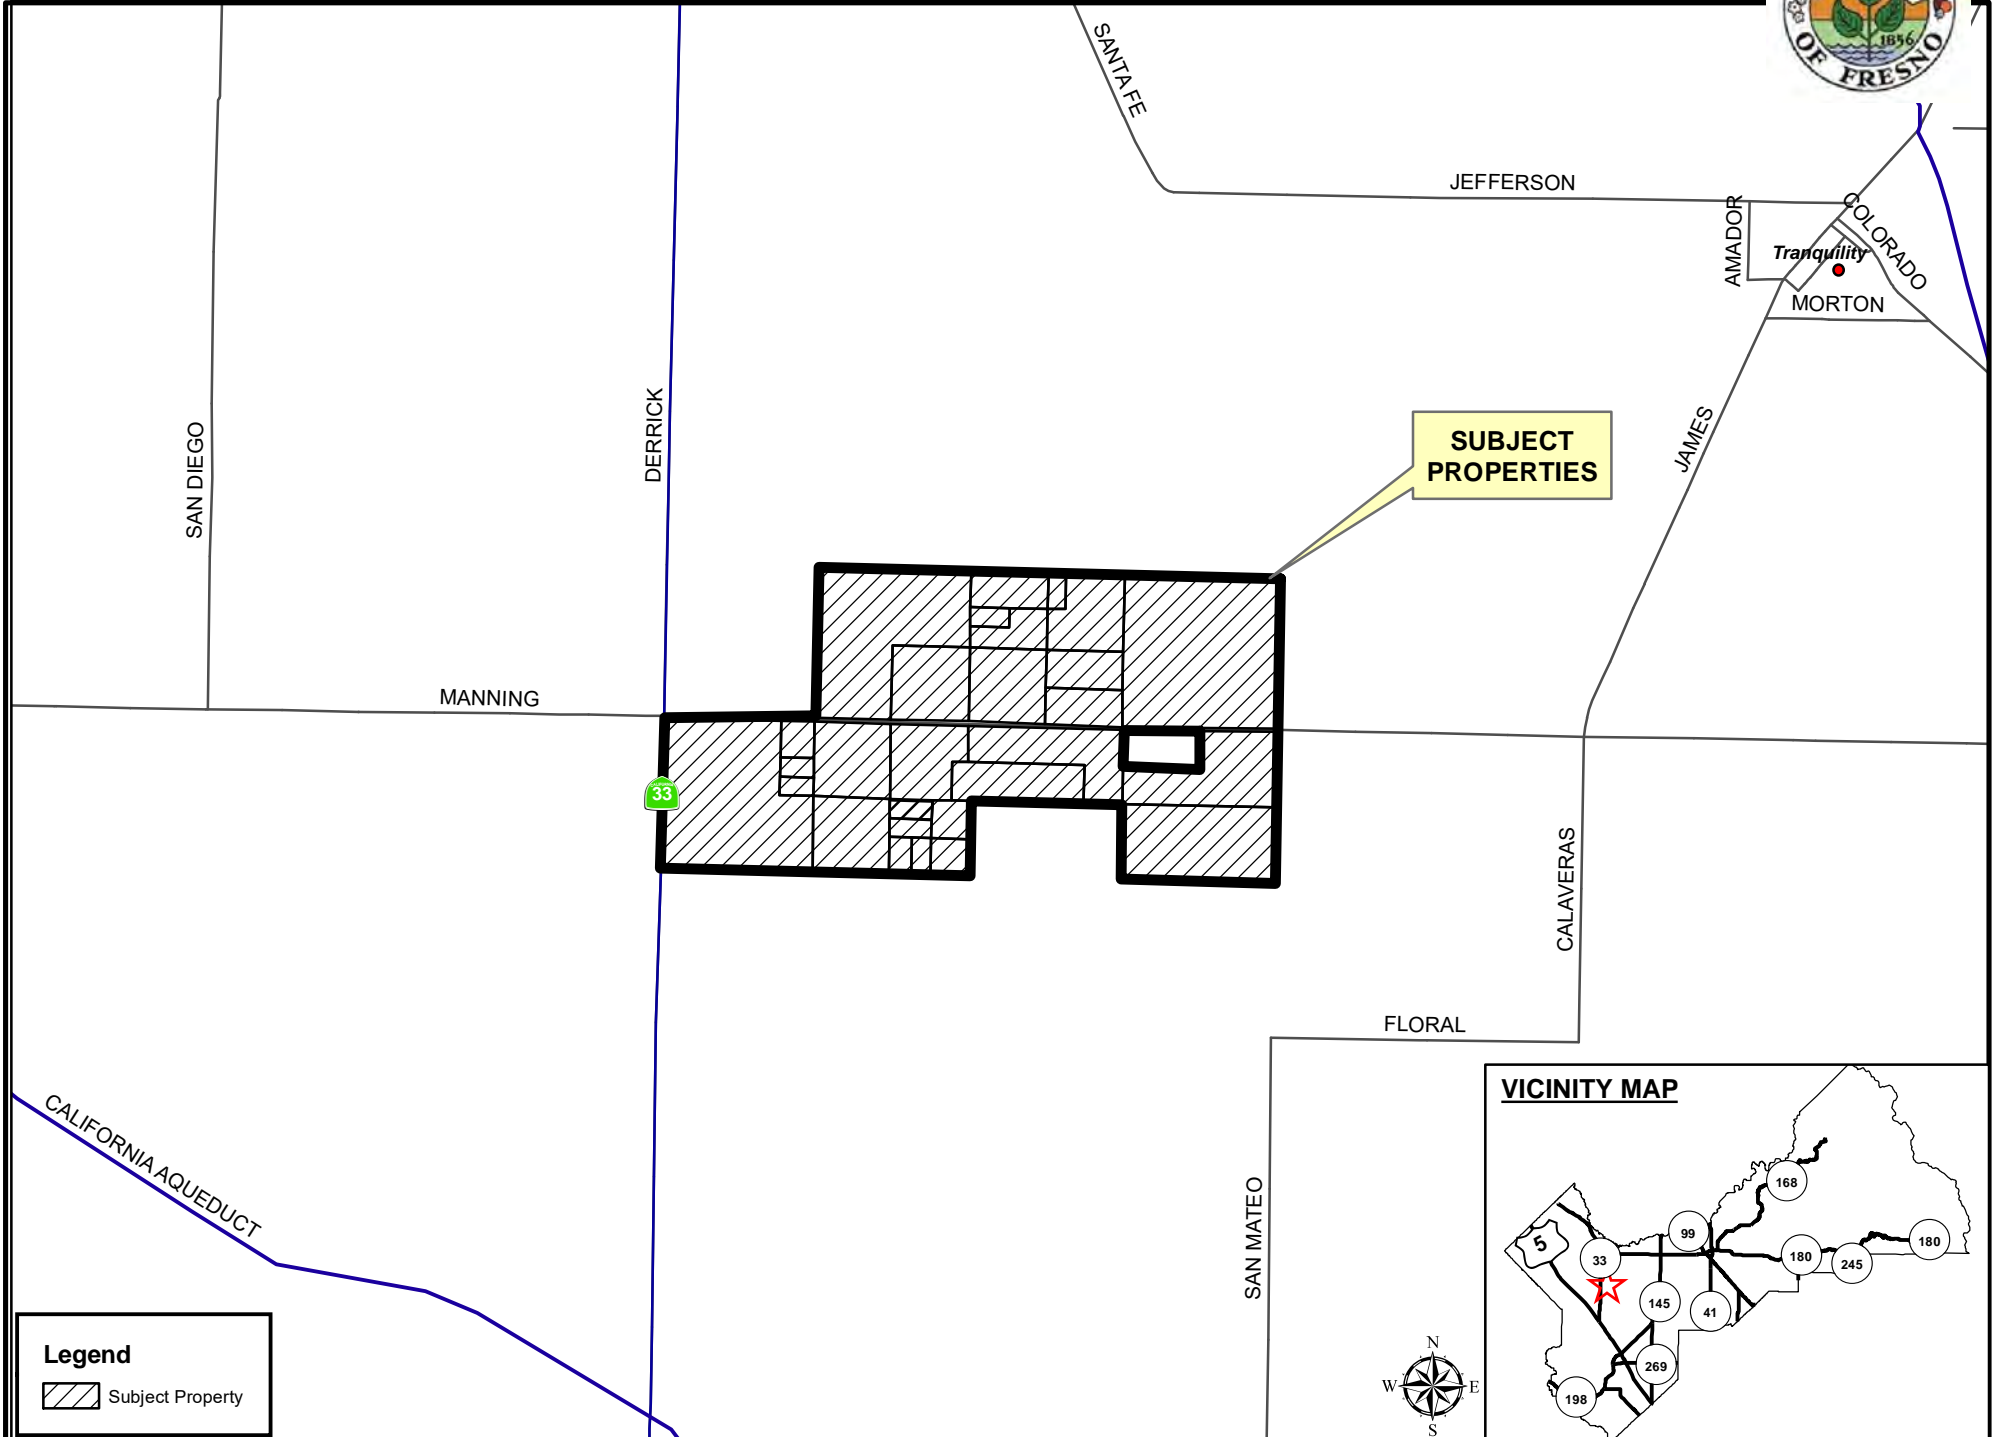 1856
OF FRESNO
SANTA FE
JEFFERSON
AMADOR
COLORADO
Tranquility
MORTON
SAN DIEGO
DERRICK
JAMES
SUBJECT
PROPERTIES
MANNING
33
CALAVERAS
FLORAL
CALIFORNIA AQUEDUCT
SAN MATEO
VICINITY MAP
168
5
99
33
180
245
180
145
41
269
198
N
W
E
S
Legend
Subject Property